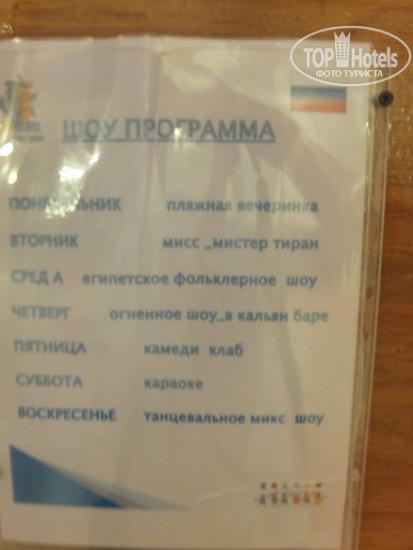 TOP Hotels
ФОТО ТУРИСТА
ШОУ ПРОГРАММА
ПОНЕДЕЛЬНИК пляжная вечеринка
ВТОРНИК мисс _мистер тиран
СРЕД А египетское фольклерное шоу
ЧЕТВЕРГ огненное шоу_в кальян баре
ПЯТНИЦА камеди клаб
СУББОТА караоке
ВОСКРЕСЕНЬЕ танцевальное микс шоу